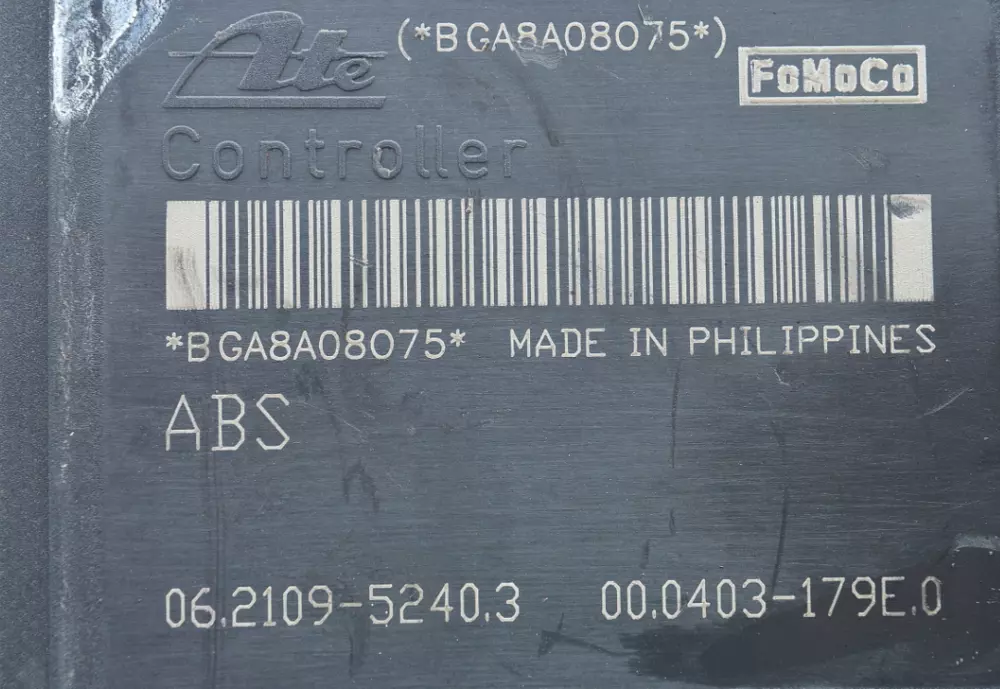 Ate (*BGA8A08075*)
FoMoCo
Controller
*BGA8A08075* MADE IN PHILIPPINES
ABS
06.2109-5240.3 00.0403-179E.0